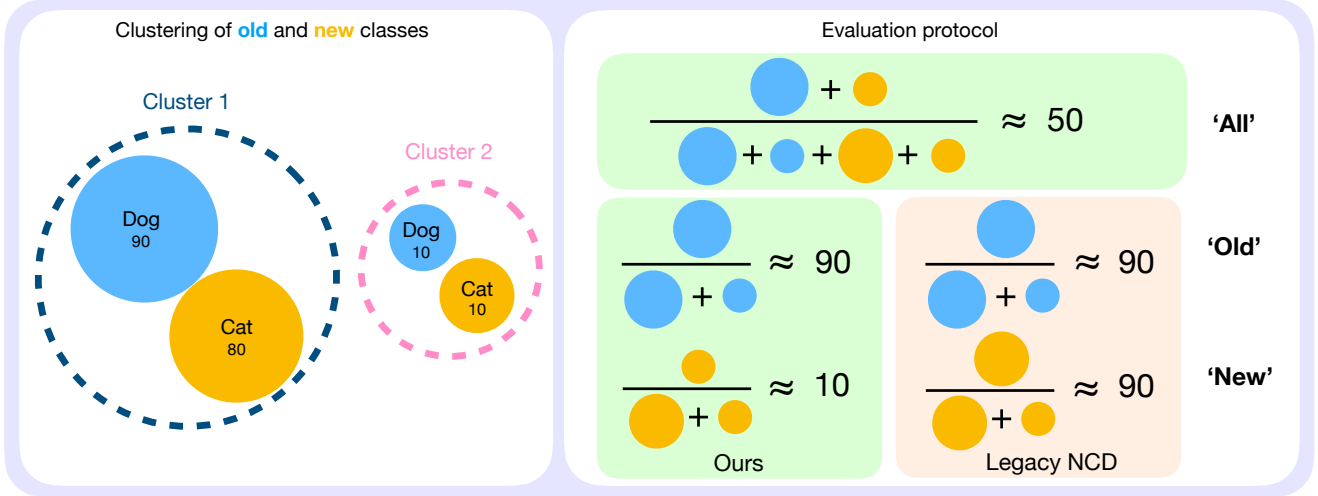 Clustering of old and new classes
Cluster 1
Cluster 2
Dog
90
Cat
80
Dog
10
Cat
10
Evaluation protocol
+
+ + +
≈ 50
‘All’
+
≈ 90
+
≈ 90
‘Old’
+
≈ 10
+
≈ 90
‘New’
Ours
Legacy NCD